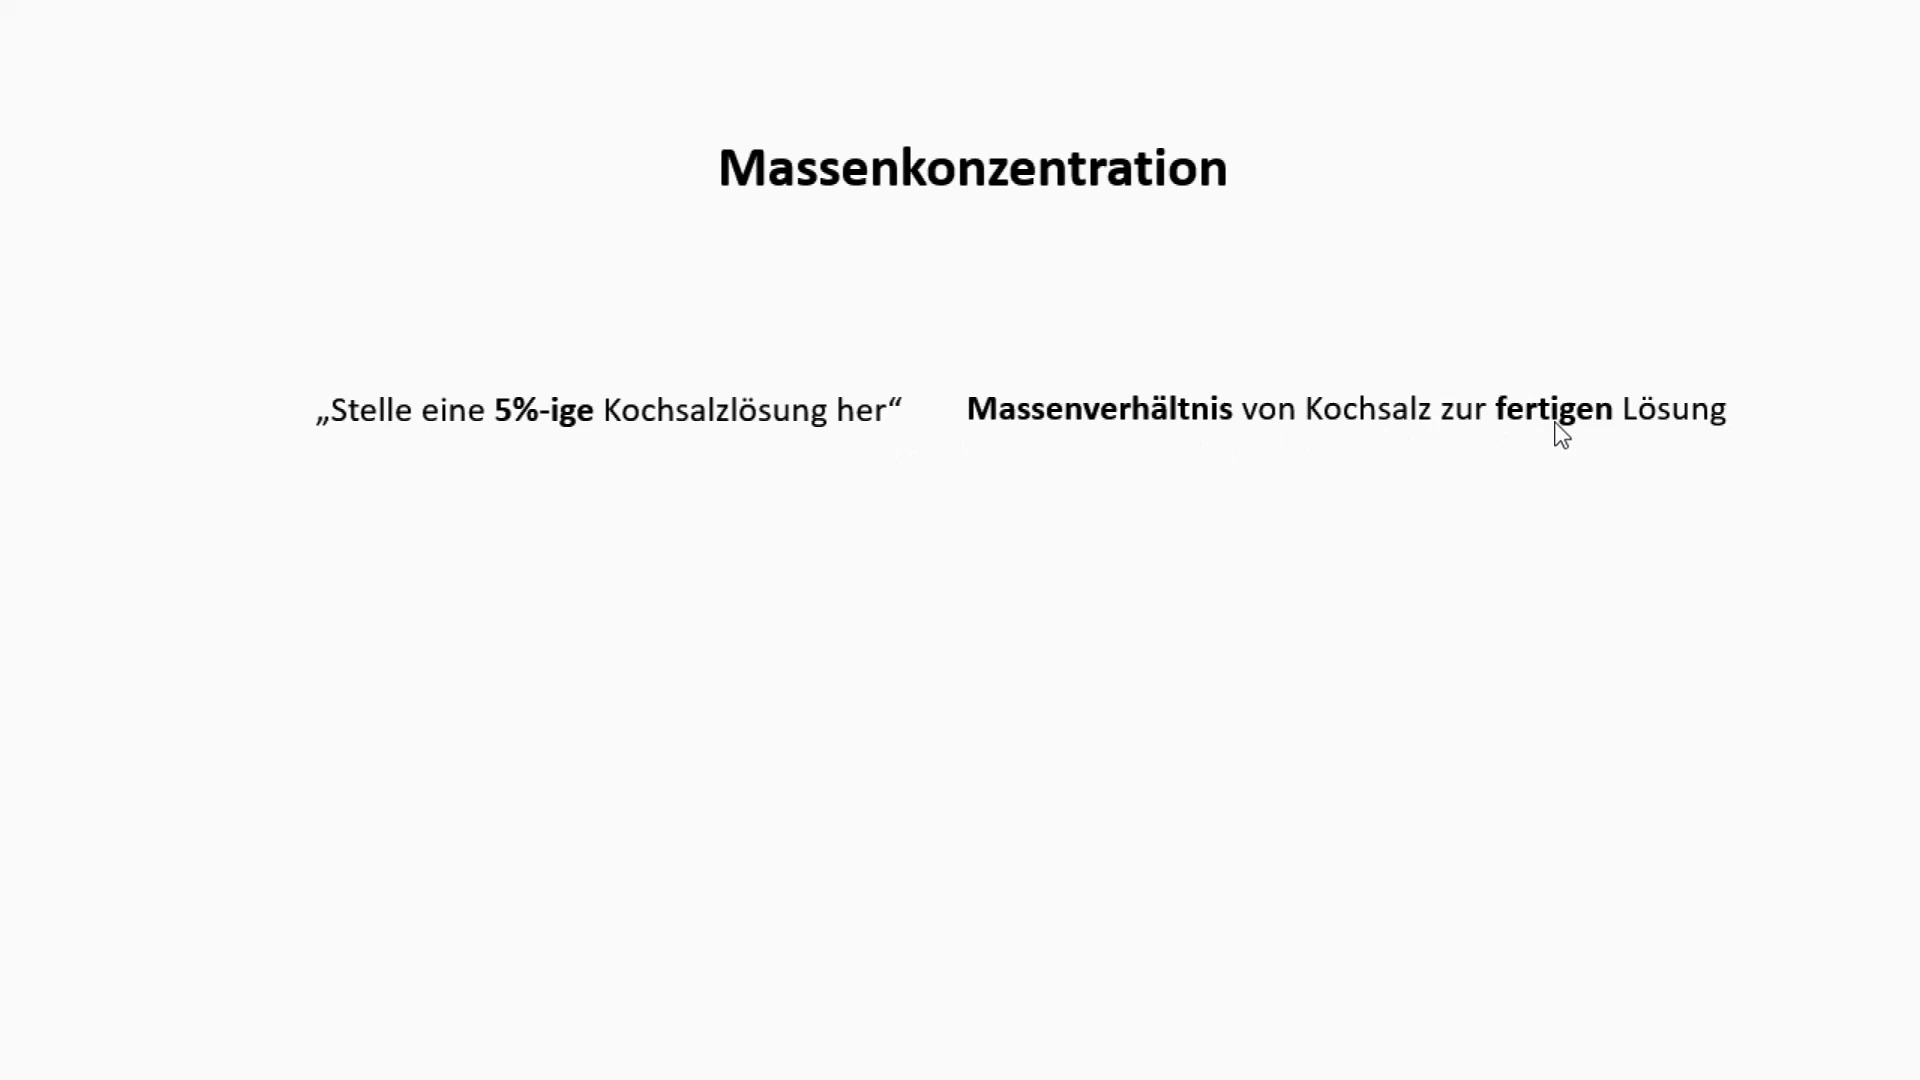 Massenkonzentration
„Stelle eine 5%-ige Kochsalzlösung her“
Massenverhältnis von Kochsalz zur fertigen Lösung